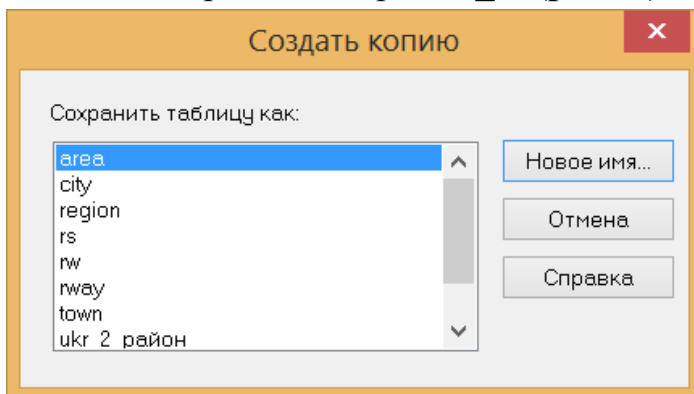 Создать копию
Сохранить таблицу как:
area
city
region
rs
rw
rway
town
ukr_2_район
Новое имя...
Отмена
Справка